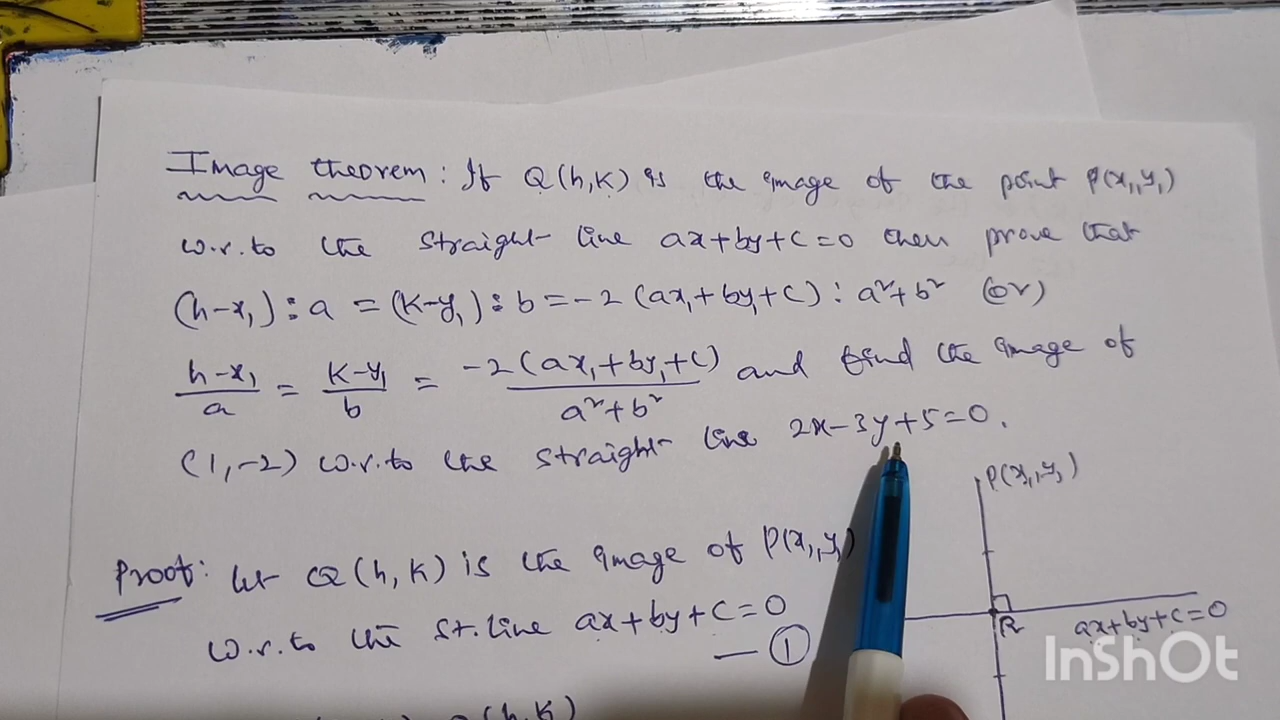 Image theorem: If Q(h,K) is the image of the point P(x₁,y₁)
w.r.to the straight line ax+by+c=0 then prove that
(h-x₁):a = (K-y₁):b = -2(ax₁+by₁+c):a²+b² (or)
(h-x₁)/a = (K-y₁)/b = -2(ax₁+by₁+c)/(a²+b²) and find the image of
(1,-2) w.r.to the straight line 2x-3y+5=0.
P(x₁,y₁)
Proof: let Q(h,K) is the image of P(x₁,y₁)
w.r.to the st.line ax+by+c=0
— ①
R
ax+by+c=0
InShOt